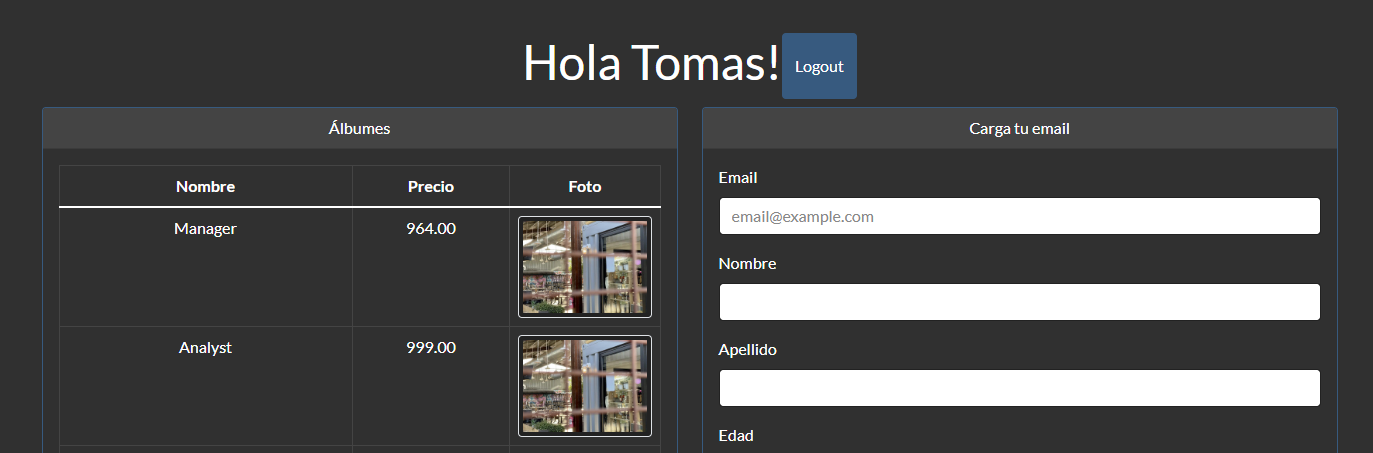 Hola Tomas! Logout
Álbumes
Nombre Precio Foto
Manager 964.00
Analyst 999.00
Carga tu email
Email
email@example.com
Nombre
Apellido
Edad